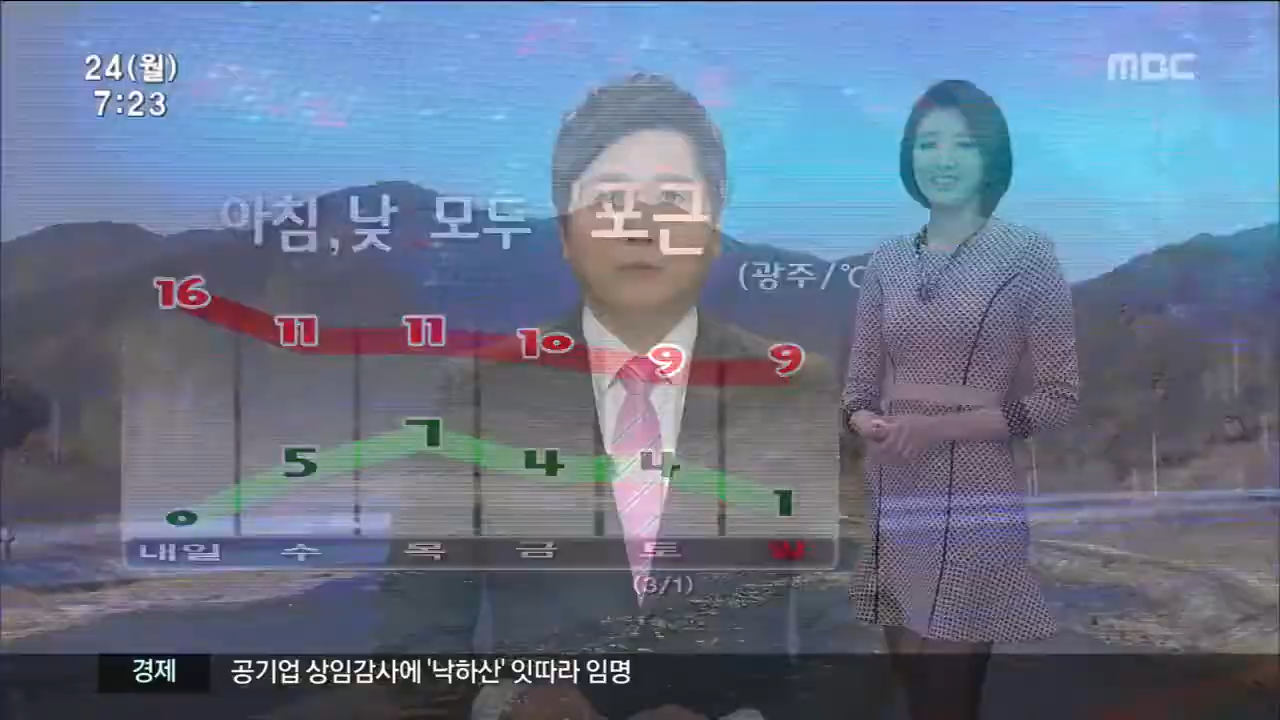 24(월)
7:23
MBC
아침,낮 모두 포근
(광주/℃
16 11 11 10 9 9
0 5 7 4 4 1
내일 수 목 금 토 일
(3/1)
경제 공기업 상임감사에 '낙하산' 잇따라 임명